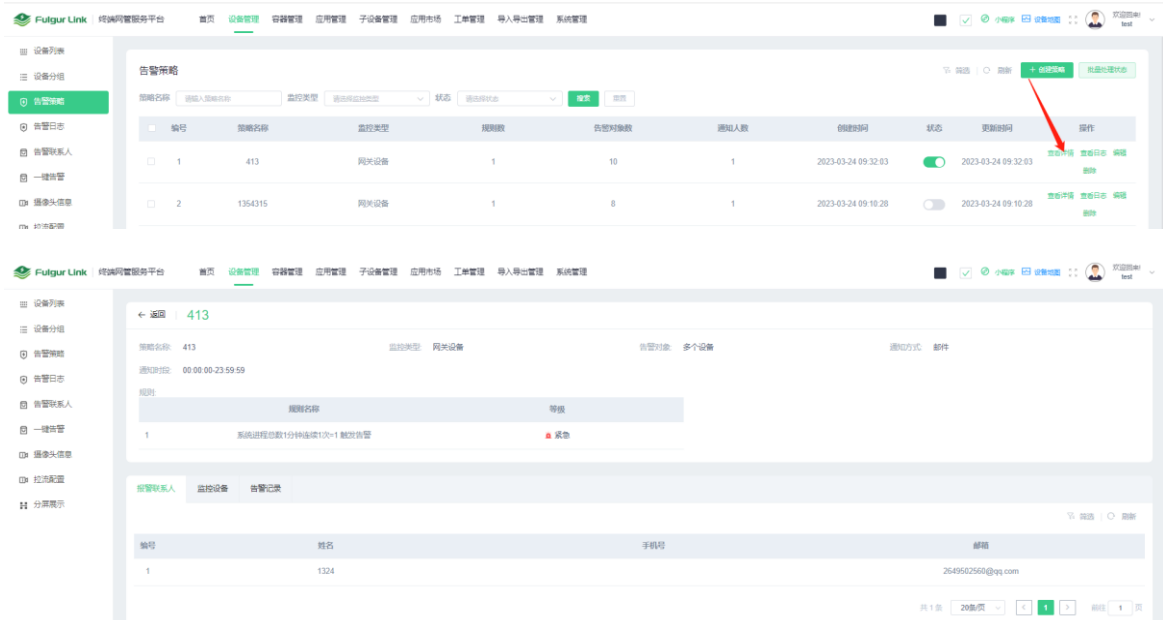 Fulgur Link 终端网管服务平台 首页 设备管理 容器管理 应用管理 子设备管理 应用市场 工单管理 导入导出管理 系统管理 小程序 设备地图 欢迎回来! test
设备列表
设备分组
告警策略
告警日志
告警联系人
一键告警
摄像头信息
拉流配置
告警策略 筛选 刷新 + 创建策略 批量处理状态
策略名称 请输入策略名称 监控类型 请选择监控类型 状态 请选择状态 搜索 重置
编号 策略名称 监控类型 规则数 告警对象数 通知人数 创建时间 状态 更新时间 操作
1 413 网关设备 1 10 1 2023-03-24 09:32:03 2023-03-24 09:32:03 查看详情 查看日志 编辑
删除
2 1354315 网关设备 1 8 1 2023-03-24 09:10:28 2023-03-24 09:10:28 查看详情 查看日志 编辑
删除
Fulgur Link 终端网管服务平台 首页 设备管理 容器管理 应用管理 子设备管理 应用市场 工单管理 导入导出管理 系统管理 小程序 设备地图 欢迎回来! test
设备列表
设备分组
告警策略
告警日志
告警联系人
一键告警
摄像头信息
拉流配置
分屏展示
← 返回 413
策略名称: 413 监控类型: 网关设备 告警对象: 多个设备 通知方式: 邮件
通知时段: 00:00:00-23:59:59
规则:
规则名称 等级
1 系统进程总数1分钟连续1次=1 触发告警 紧急
报警联系人 监控设备 告警记录
筛选 刷新
编号 姓名 手机号 邮箱
1 1324 2649502560@qq.com
共 1 条 20条/页 < 1 > 前往 1 页